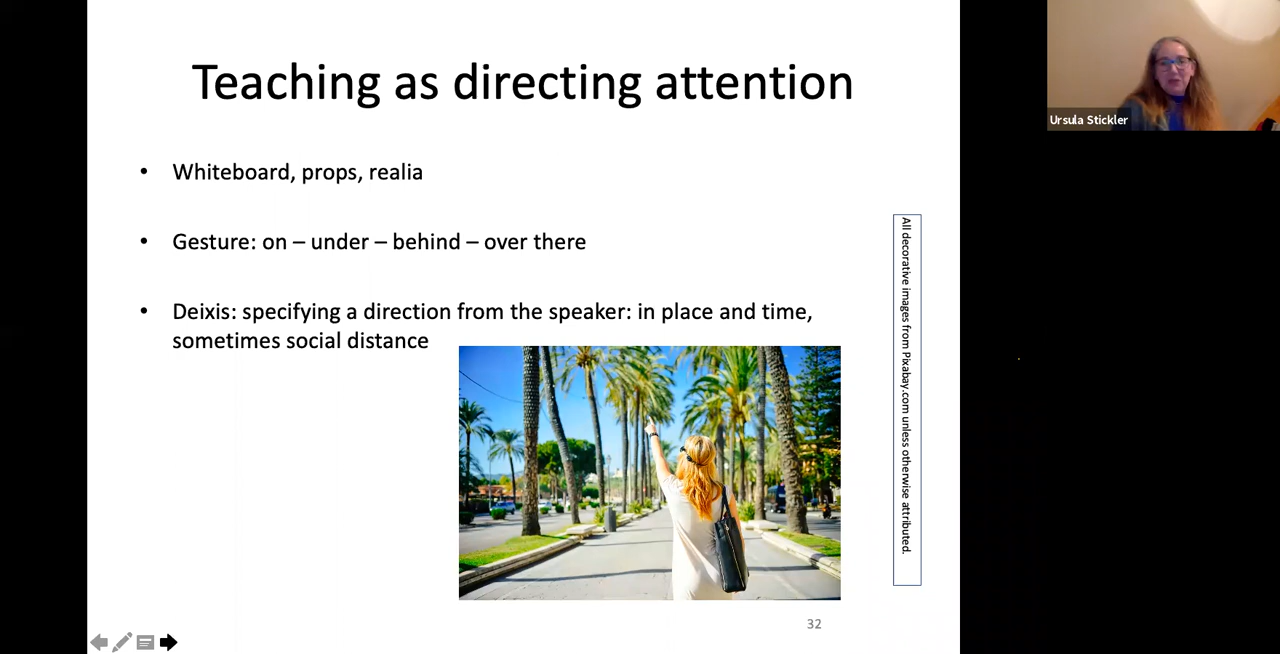 Teaching as directing attention
• Whiteboard, props, realia
• Gesture: on – under – behind – over there
• Deixis: specifying a direction from the speaker: in place and time,
sometimes social distance
All decorative images from Pixabay.com unless otherwise attributed.
32
Ursula Stickler